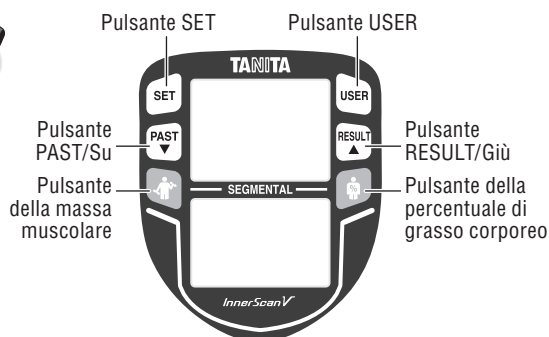 Pulsante SET
Pulsante USER
TANITA
SET
USER
Pulsante
PAST/Su
PAST
RESULT
Pulsante
RESULT/Giù
Pulsante
della massa
muscolare
SEGMENTAL
%
Pulsante della
percentuale di
grasso corporeo
InnerScan V